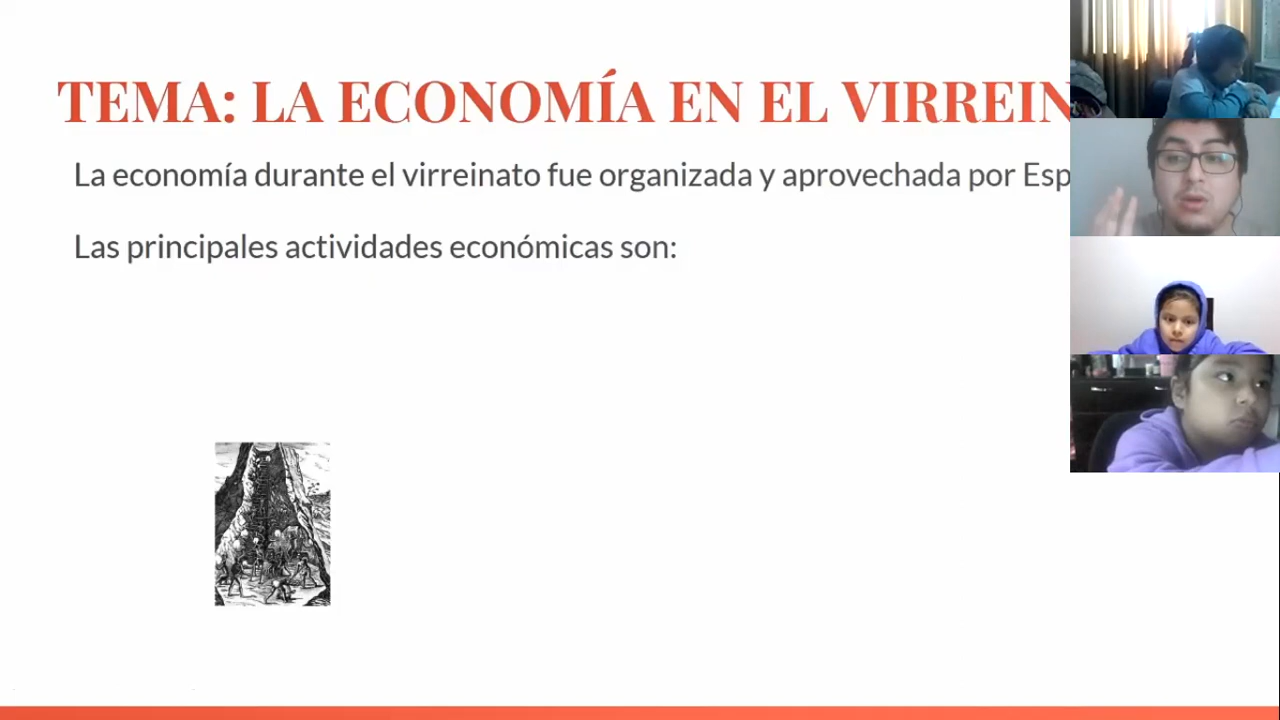 TEMA: LA ECONOMÍA EN EL VIRREIN
La economía durante el virreinato fue organizada y aprovechada por Esp
Las principales actividades económicas son: